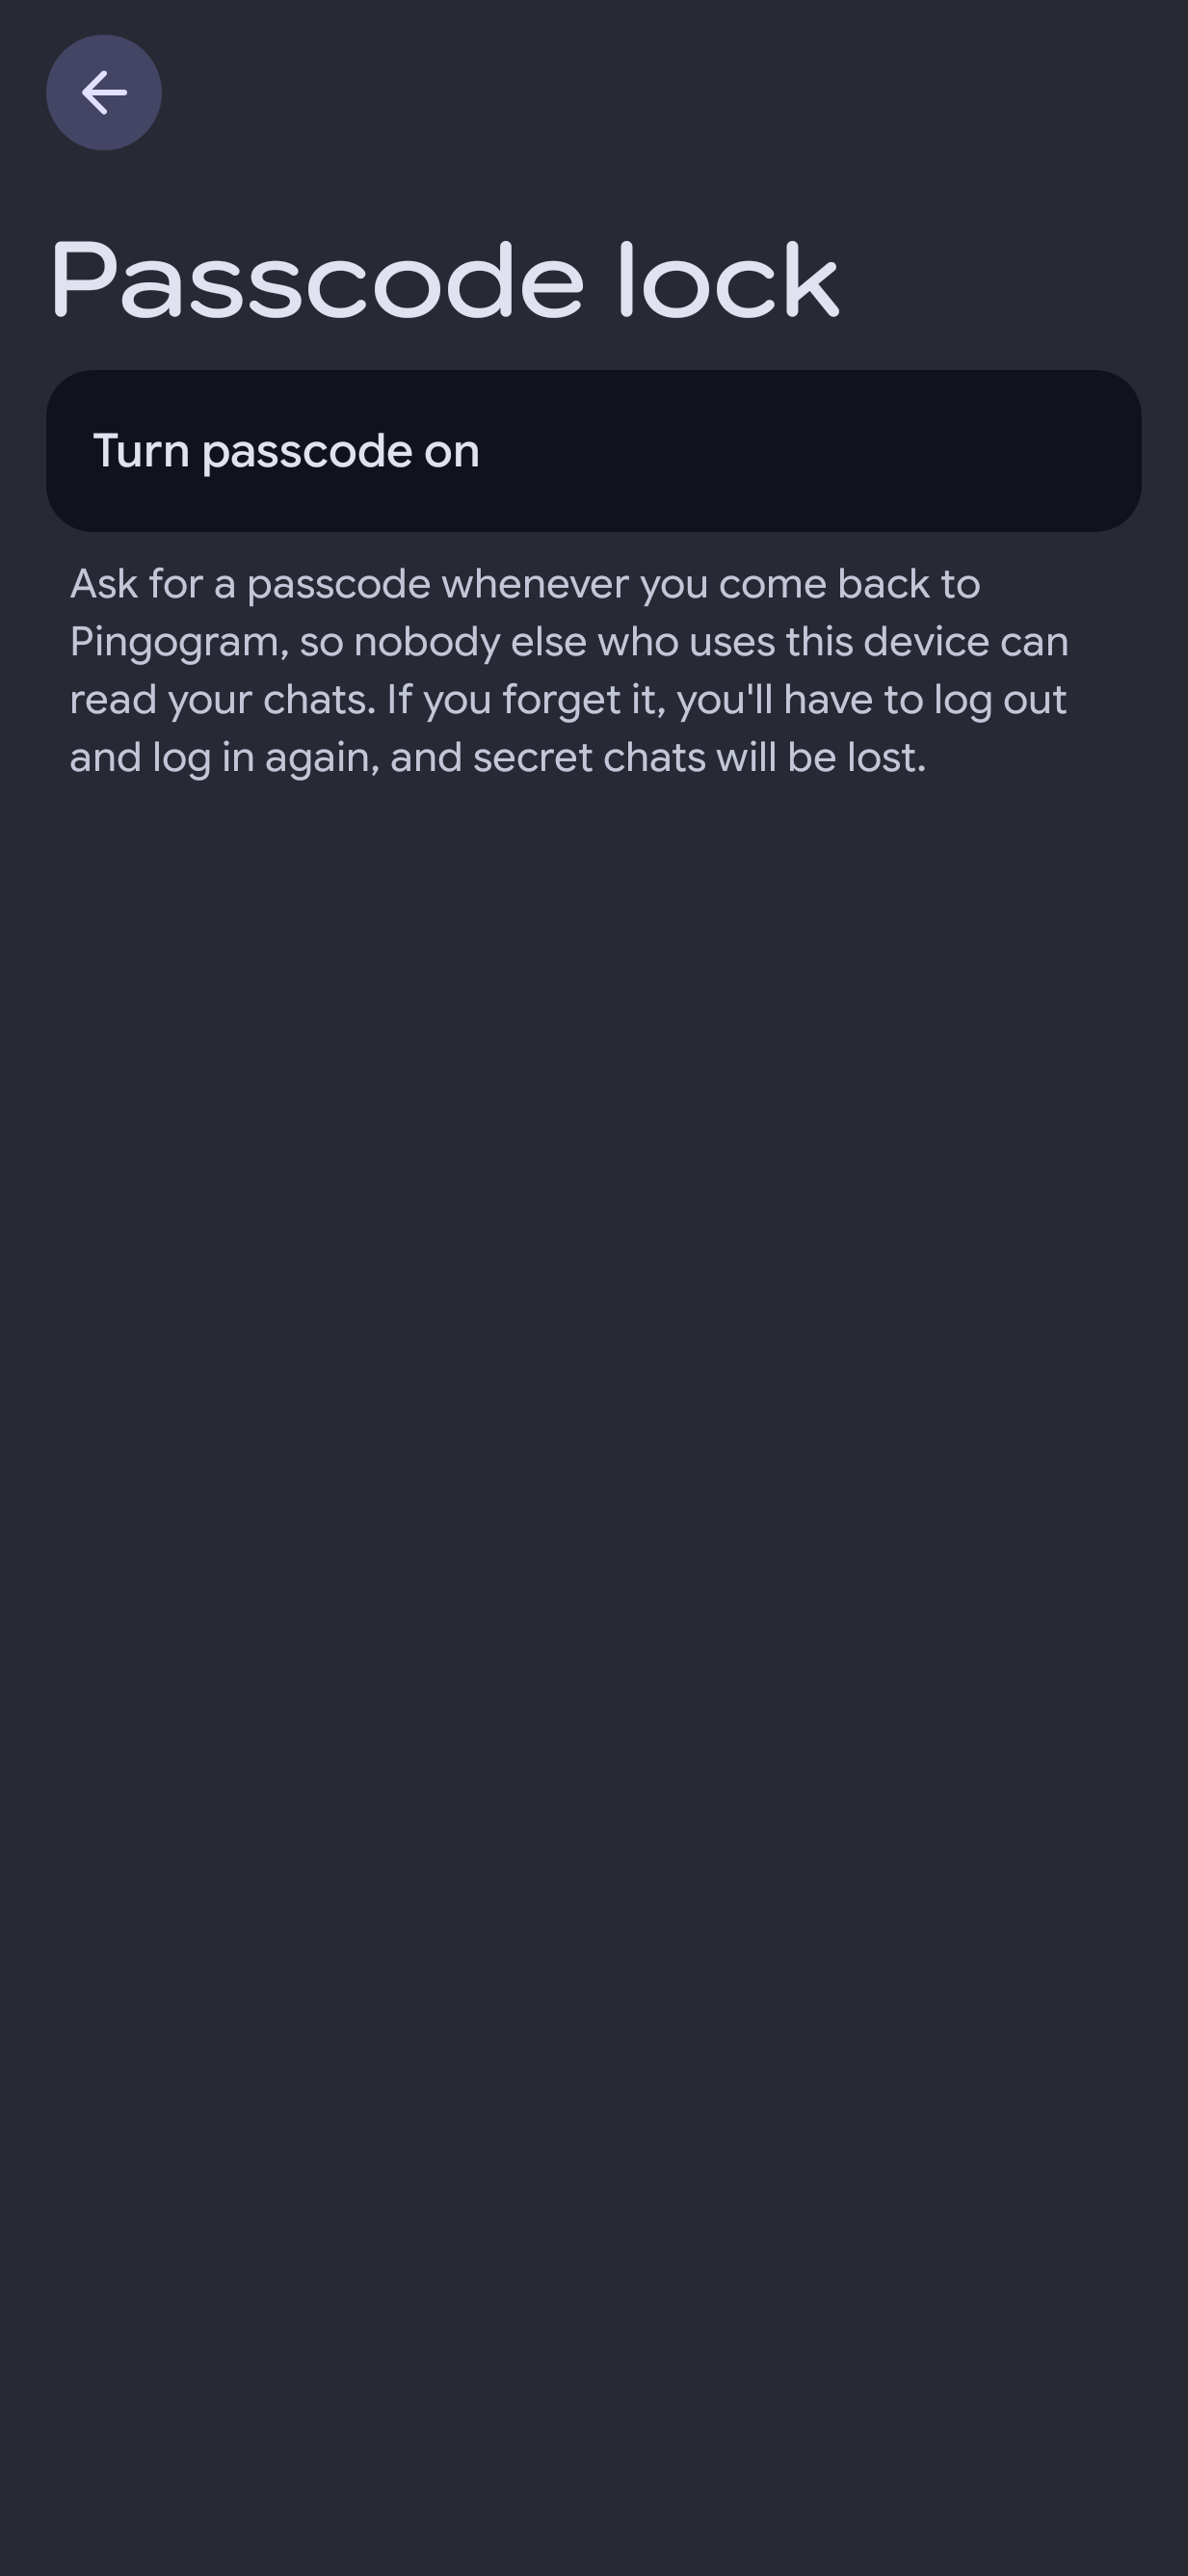 Passcode lock
Turn passcode on
Ask for a passcode whenever you come back to
Pingogram, so nobody else who uses this device can
read your chats. If you forget it, you'll have to log out
and log in again, and secret chats will be lost.